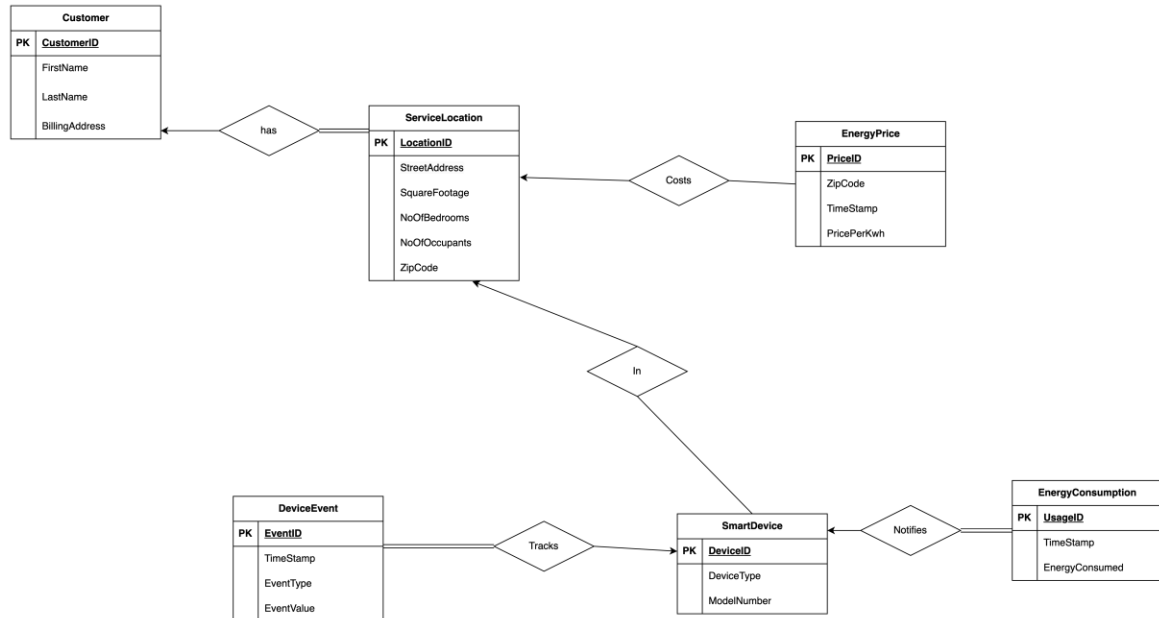 Customer
PK CustomerID
FirstName
LastName
BillingAddress
has
ServiceLocation
PK LocationID
StreetAddress
SquareFootage
NoOfBedrooms
NoOfOccupants
ZipCode
Costs
EnergyPrice
PK PriceID
ZipCode
TimeStamp
PricePerKwh
In
DeviceEvent
PK EventID
TimeStamp
EventType
EventValue
Tracks
SmartDevice
PK DeviceID
DeviceType
ModelNumber
Notifies
EnergyConsumption
PK UsageID
TimeStamp
EnergyConsumed